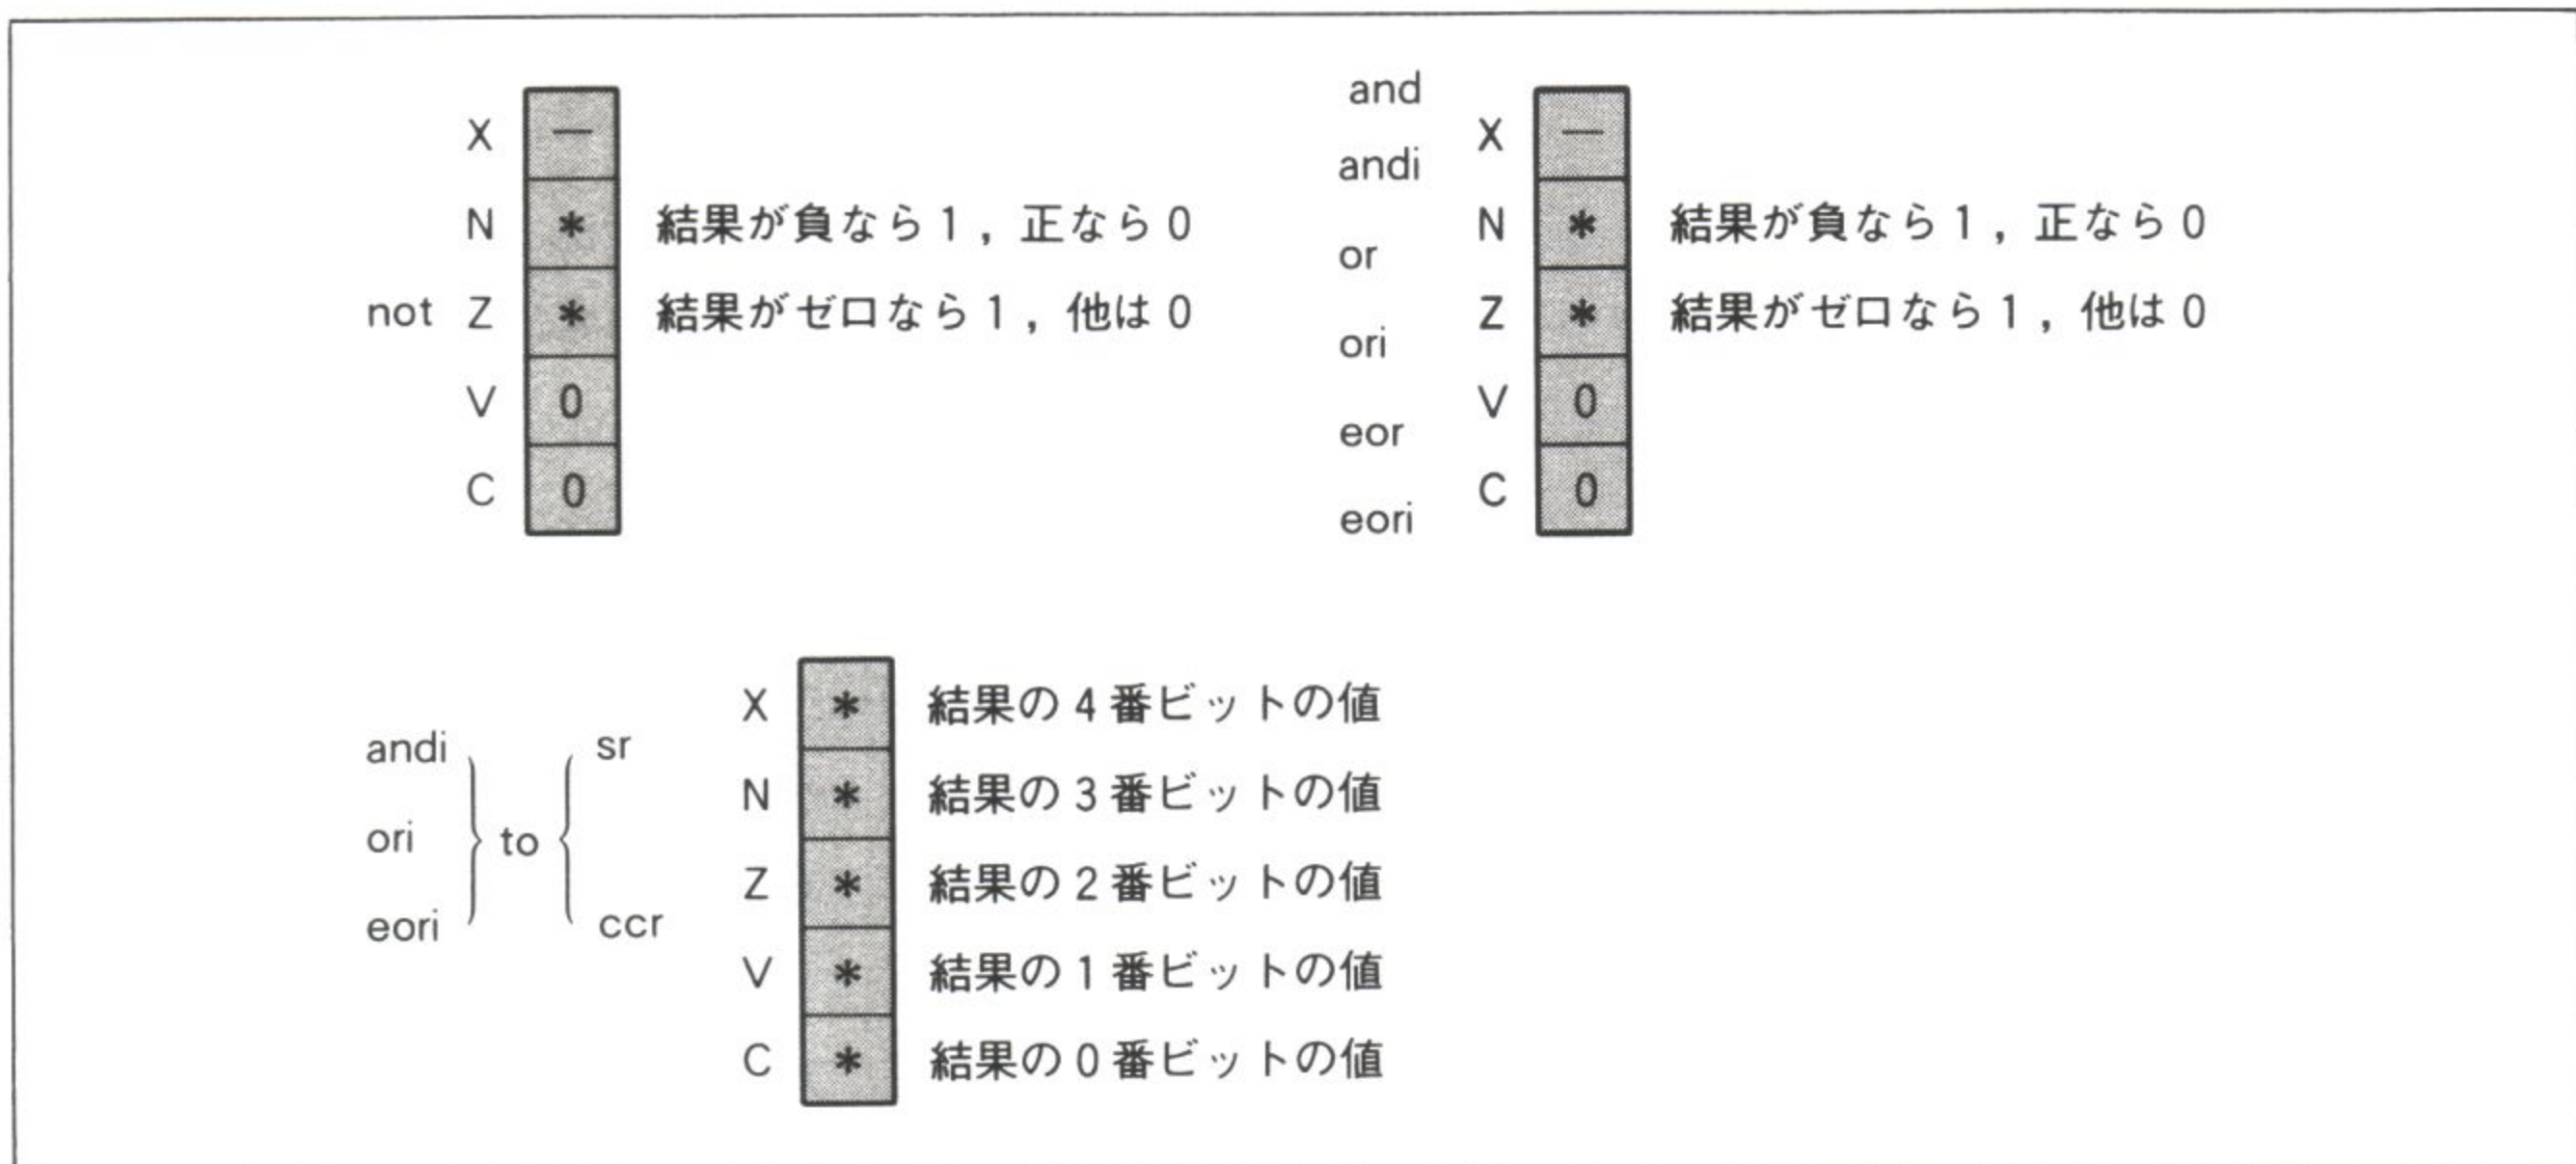 X —
N * 結果が負なら1，正なら0
not Z * 結果がゼロなら1，他は0
V 0
C 0
and
andi
or
ori
eor
eori
X —
N * 結果が負なら1，正なら0
Z * 結果がゼロなら1，他は0
V 0
C 0
andi
ori
eori
to
sr
ccr
X * 結果の4番ビットの値
N * 結果の3番ビットの値
Z * 結果の2番ビットの値
V * 結果の1番ビットの値
C * 結果の0番ビットの値